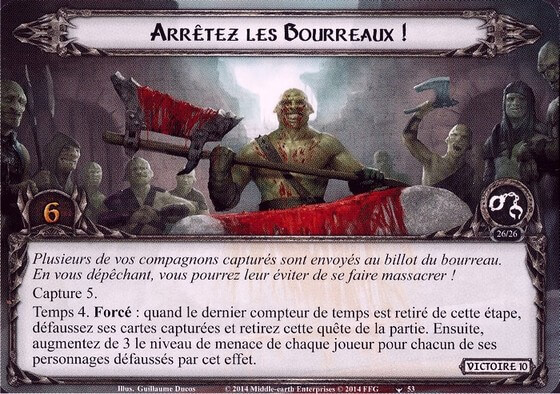 Arrêtez les Bourreaux !
6
26/26
Plusieurs de vos compagnons capturés sont envoyés au billot du bourreau.
En vous dépêchant, vous pourrez leur éviter de se faire massacrer !
Capture 5.
Temps 4. Forcé : quand le dernier compteur de temps est retiré de cette étape,
défaussez ses cartes capturées et retirez cette quête de la partie. Ensuite,
augmentez de 3 le niveau de menace de chaque joueur pour chacun de ses
personnages défaussés par cet effet.
VICTOIRE 10
Illus. Guillaume Ducos © 2014 Middle-earth Enterprises © 2014 FFG 53